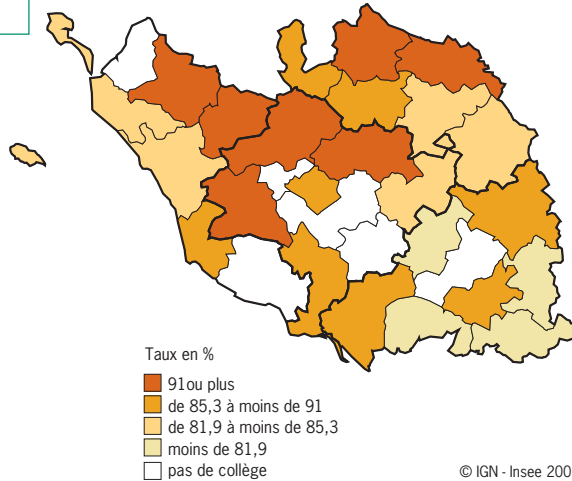 Taux en %
91ou plus
de 85,3 à moins de 91
de 81,9 à moins de 85,3
moins de 81,9
pas de collège
© IGN - Insee 200